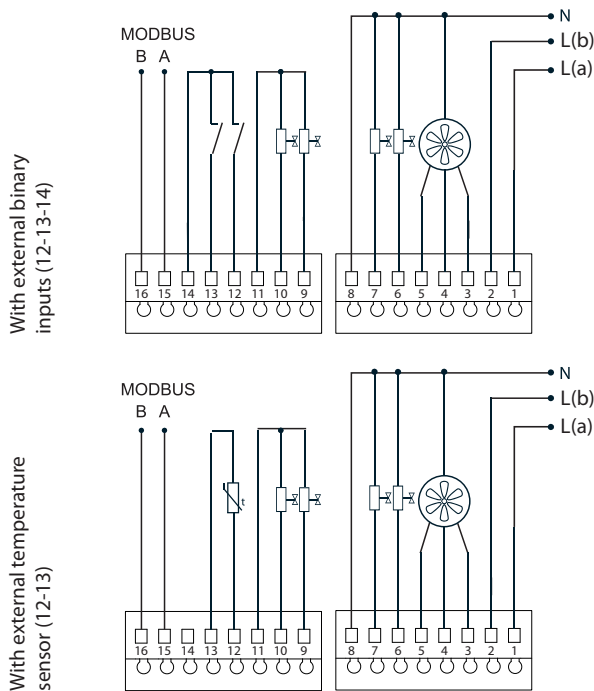 N
L(b)
L(a)
MODBUS
B A
With external binary
inputs (12-13-14)
16 15 14 13 12 11 10 9
8 7 6 5 4 3 2 1
N
L(b)
L(a)
MODBUS
B A
t
With external temperature
sensor (12-13)
16 15 14 13 12 11 10 9
8 7 6 5 4 3 2 1